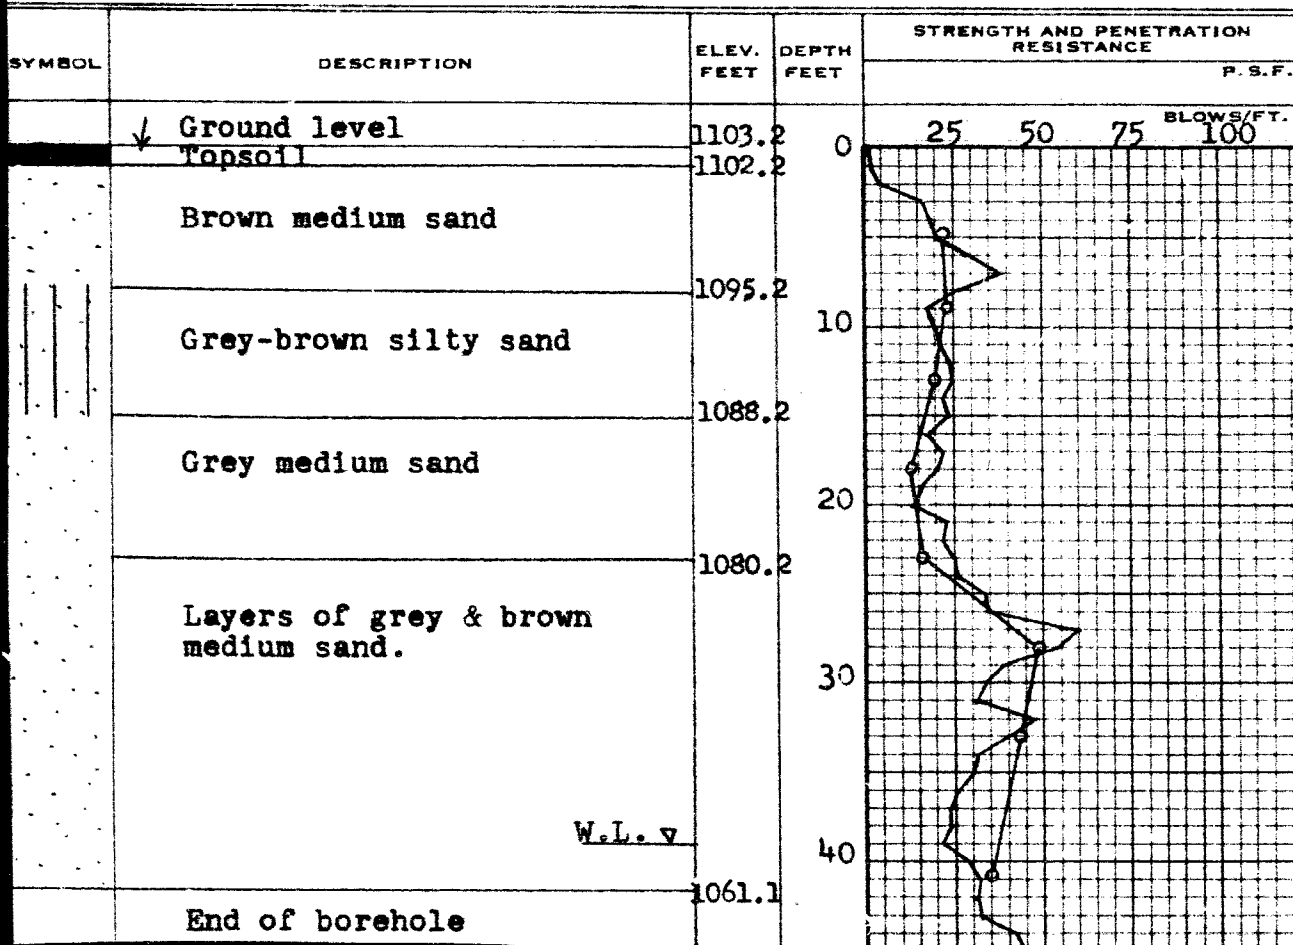 STRENGTH AND PENETRATION
RESISTANCE
SYMBOL DESCRIPTION ELEV. FEET DEPTH FEET
P.S.F.
BLOWS/FT.
25 50 75 100
Ground level 1103.2 0
Topsoil 1102.2
Brown medium sand
1095.2
10
Grey-brown silty sand
1088.2
Grey medium sand
20
1080.2
Layers of grey & brown
medium sand.
30
W.L.
40
1061.1
End of borehole